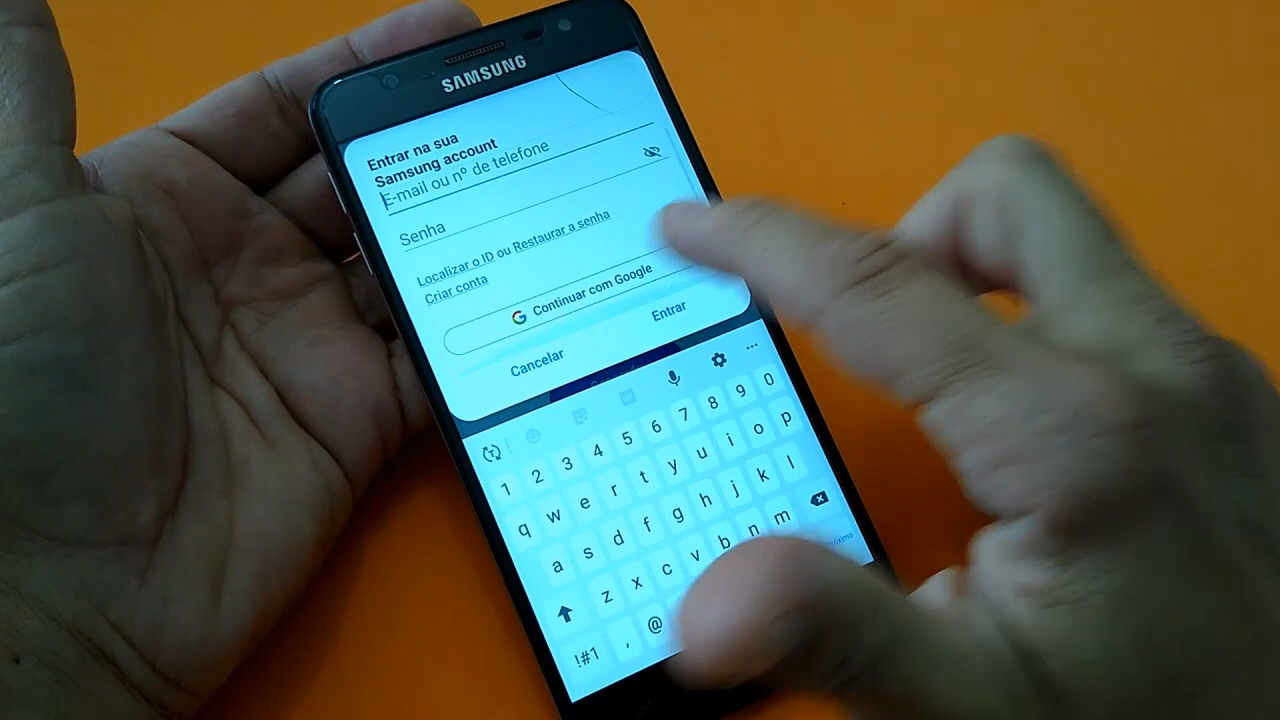 SAMSUNG
Entrar na sua
Samsung account
E-mail ou nº de telefone
Senha
Localizar o ID ou Restaurar a senha
Criar conta
G Continuar com Google
Cancelar Entrar
1 2 3 4 5 6 7 8 9 0
q w e r t y u i o p
a s d f g h j k l
z x c v b n m
!#1 , @